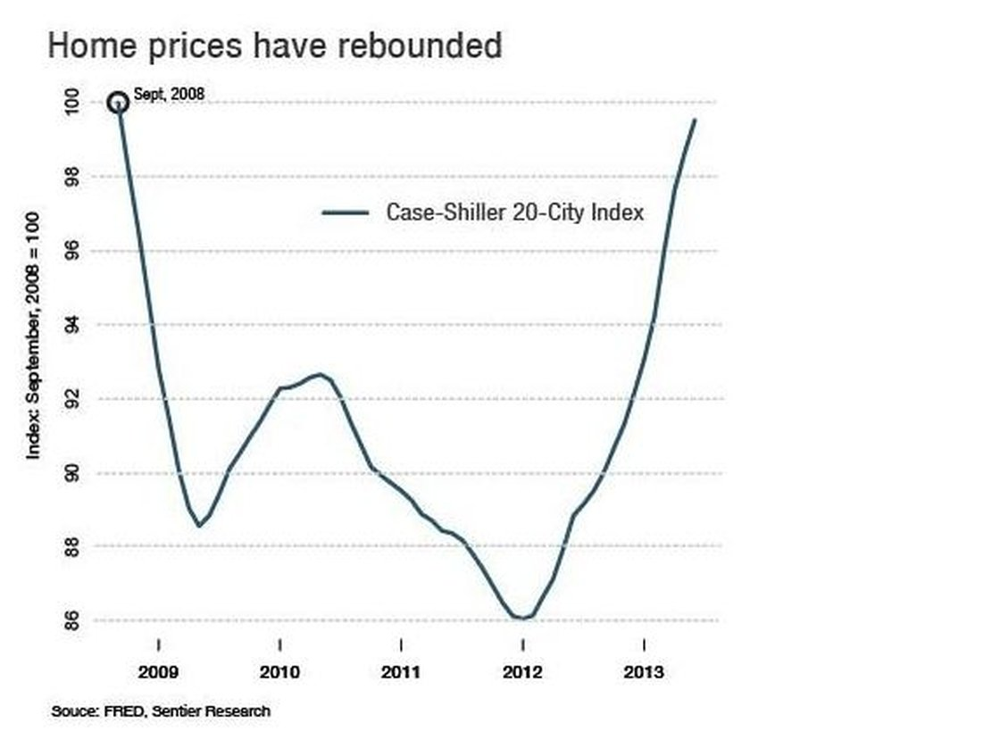 Home prices have rebounded
Sept, 2008
100
98
Case-Shiller 20-City Index
96
94
92
90
88
86
Index: September, 2008 = 100
2009 2010 2011 2012 2013
Souce: FRED, Sentier Research